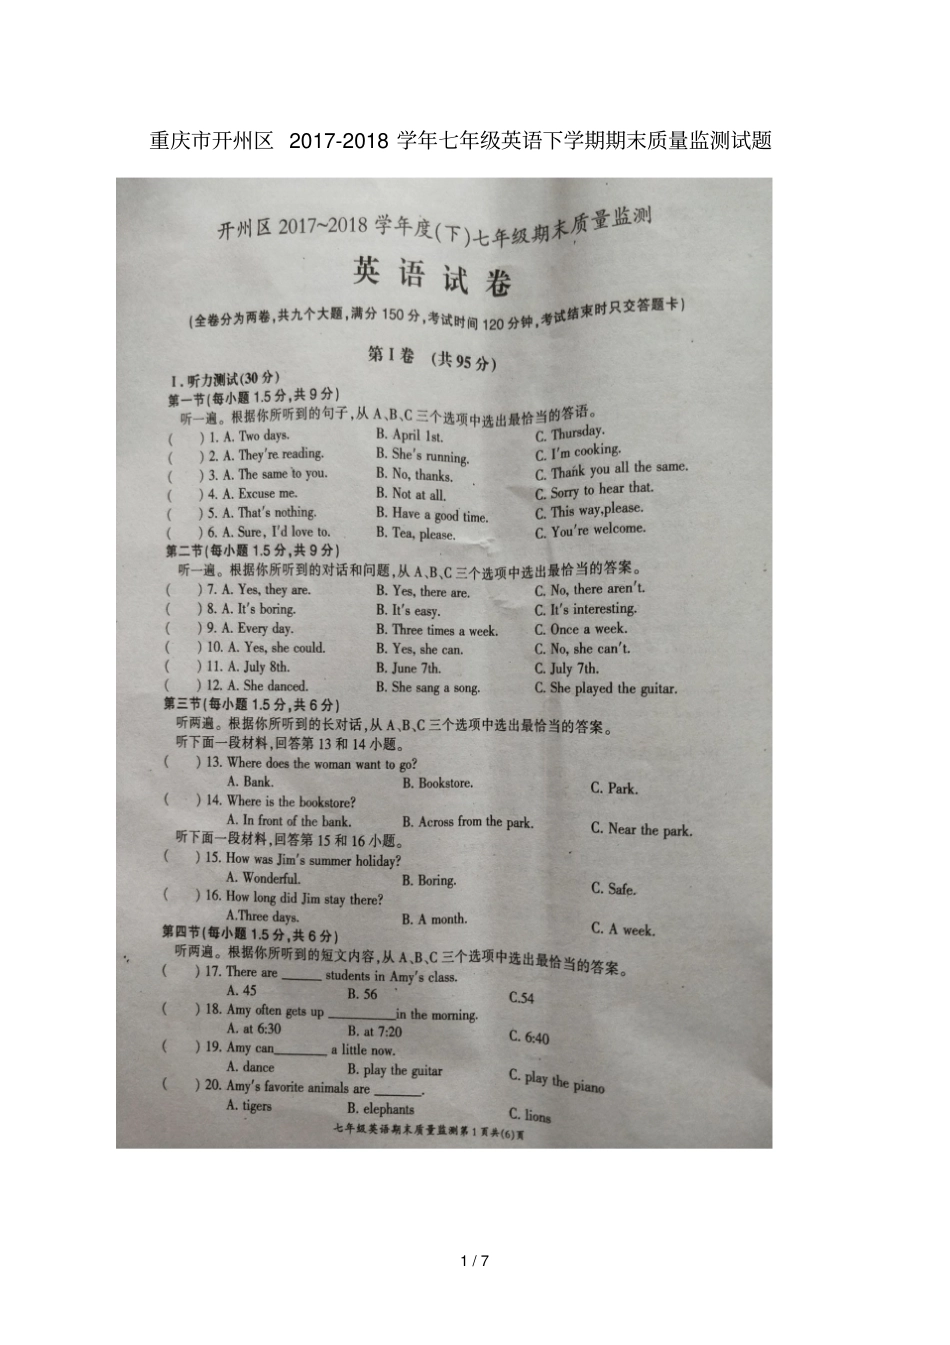 重庆市开州区 2017-2018 学年七年级英语下学期期末质量监测试题
开州区 2017~2018 学年度(下)七年级期末质量监测
英 语 试 卷
(全卷分为两卷,共九个大题,满分 150 分,考试时间 120 分钟,考试结束时只交答题卡)
第 I 卷 (共 95 分)
I. 听力测试(30 分)
第一节(每小题 1.5 分,共 9 分)
听一遍。根据你所听到的句子,从 A、B、C 三个选项中选出最恰当的答语。
( ) 1. A. Two days. B. April 1st. C. Thursday.
( ) 2. A. They're reading. B. She's running. C. I'm cooking.
( ) 3. A. The same to you. B. No, thanks. C. Thank you all the same.
( ) 4. A. Excuse me. B. Not at all. C. Sorry to hear that.
( ) 5. A. That's nothing. B. Have a good time. C. This way,please.
( ) 6. A. Sure, I'd love to. B. Tea, please. C. You're welcome.
第二节(每小题 1.5 分,共 9 分)
听一遍。根据你所听到的对话和问题,从 A、B、C 三个选项中选出最恰当的答案。
( ) 7. A. Yes, they are. B. Yes, there are. C. No, there aren't.
( ) 8. A. It's boring. B. It's easy. C. It's interesting.
( ) 9. A. Every day. B. Three times a week. C. Once a week.
( ) 10. A. Yes, she could. B. Yes, she can. C. No, she can't.
( ) 11. A. July 8th. B. June 7th. C. July 7th.
( ) 12. A. She danced. B. She sang a song. C. She played the guitar.
第三节(每小题 1.5 分,共 6 分)
听两遍。根据你所听到的长对话,从 A、B、C 三个选项中选出最恰当的答案。
听下面一段材料,回答第 13 和 14 小题。
( ) 13. Where does the woman want to go?
A. Bank. B. Bookstore. C. Park.
( ) 14. Where is the bookstore?
A. In front of the bank. B. Across from the park. C. Near the park.
听下面一段材料,回答第 15 和 16 小题。
( ) 15. How was Jim's summer holiday?
A. Wonderful. B. Boring. C. Safe.
( ) 16. How long did Jim stay there?
A.Three days. B. A month. C. A week.
第四节(每小题 1.5 分,共 6 分)
听两遍。根据你所听到的短文内容,从 A、B、C 三个选项中选出最恰当的答案。
( ) 17. There are ______ students in Amy's class.
A. 45 B. 56 C.54
( ) 18. Amy often gets up __________in the morning.
A. at 6:30 B. at 7:20 C. 6:40
( ) 19. Amy can________ a little now.
A. dance B. play the guitar C. play the piano
( ) 20. Amy's favorite animals are _______.
A. tigers B. elephants C. lions
七年级英语期末质量监测第 1 页共(6)页
1 / 7